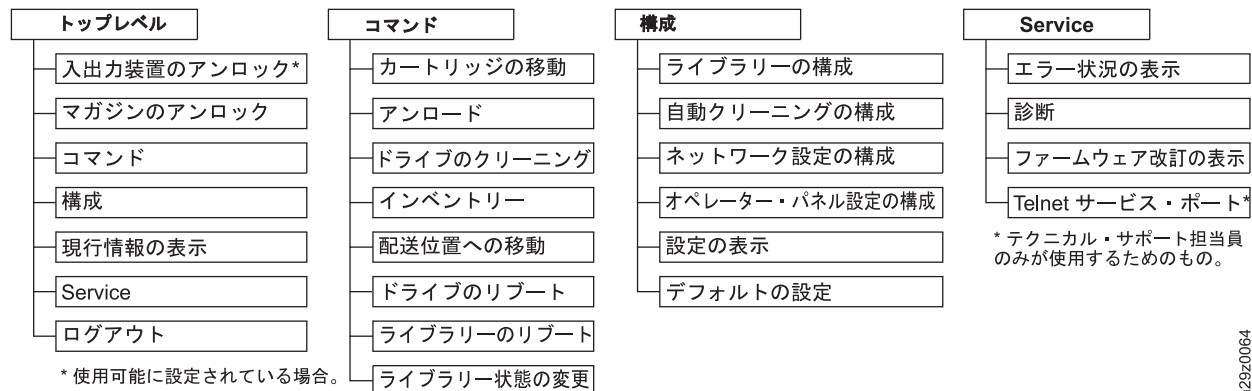 トップレベル
入出力装置のアンロック*
マガジンのアンロック
コマンド
構成
現行情報の表示
Service
ログアウト
* 使用可能に設定されている場合。
コマンド
カートリッジの移動
アンロード
ドライブのクリーニング
インベントリー
配送位置への移動
ドライブのリブート
ライブラリーのリブート
ライブラリー状態の変更
構成
ライブラリーの構成
自動クリーニングの構成
ネットワーク設定の構成
オペレーター・パネル設定の構成
設定の表示
デフォルトの設定
Service
エラー状況の表示
診断
ファームウェア改訂の表示
Telnet サービス・ポート*
* テクニカル・サポート担当員
のみが使用するためのもの。